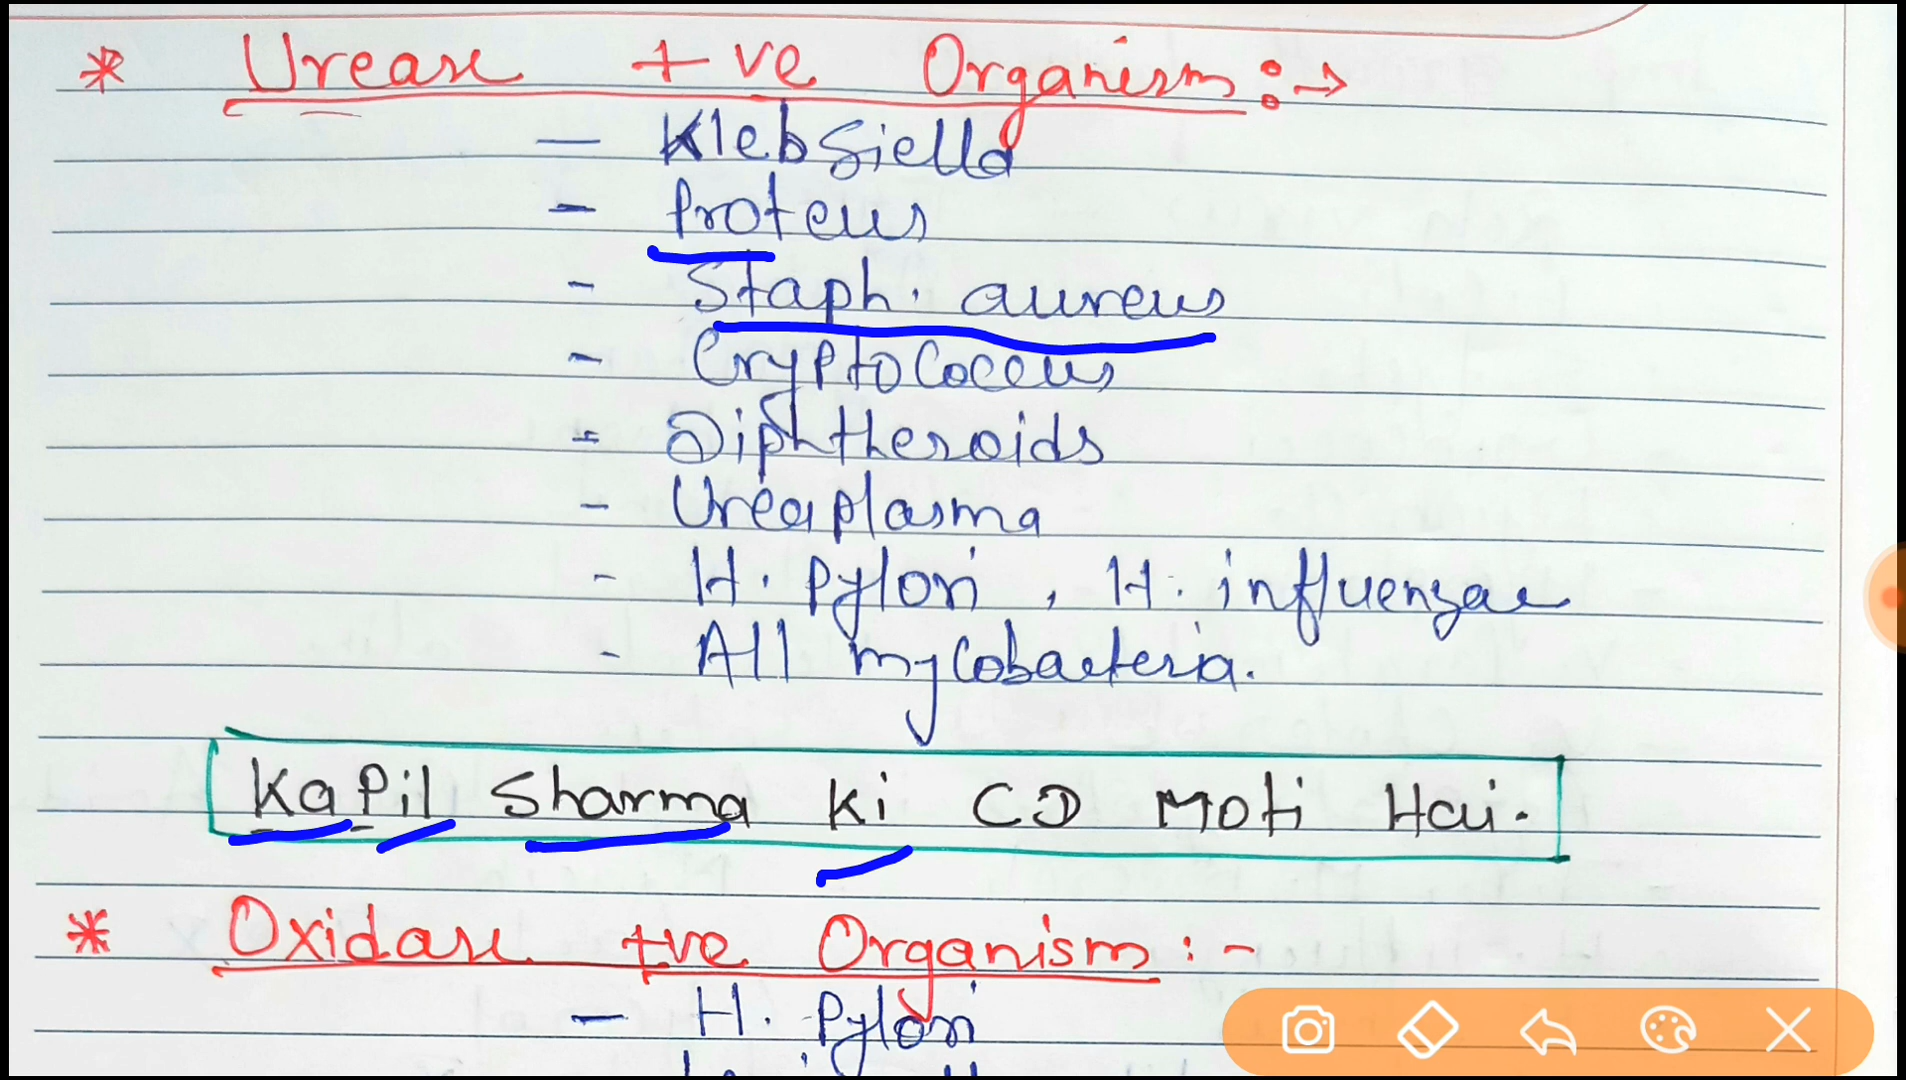 * Urease +ve Organism :→
— Klebsiella
- Proteus
- Staph. aureus
- Cryptococcus
- Diphtheroids
- Ureaplasma
- H. Pylori , H. influenzae
- All mycobacteria.
KaPil Sharma Ki CD Moti Hai.
* Oxidase +ve Organism :-
— H. Pylori